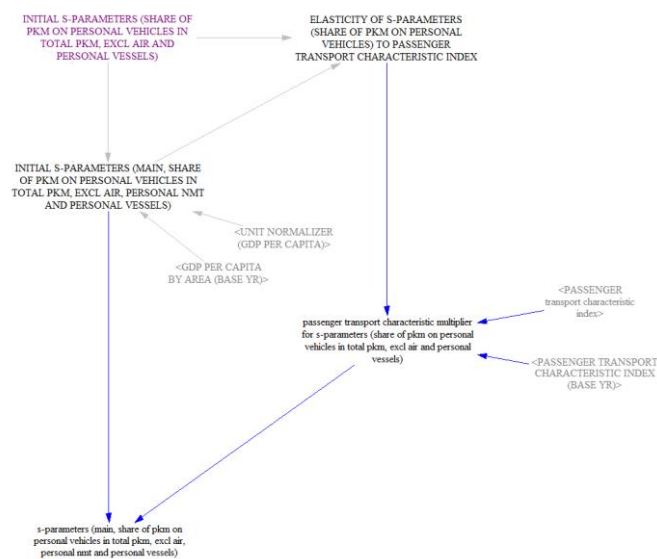 INITIAL S-PARAMETERS (SHARE OF
PKM ON PERSONAL VEHICLES IN
TOTAL PKM, EXCL AIR AND
PERSONAL VESSELS)
ELASTICITY OF S-PARAMETERS
(SHARE OF PKM ON PERSONAL
VEHICLES) TO PASSENGER
TRANSPORT CHARACTERISTIC INDEX
INITIAL S-PARAMETERS (MAIN, SHARE
OF PKM ON PERSONAL VEHICLES IN
TOTAL PKM, EXCL AIR, PERSONAL NMT
AND PERSONAL VESSELS)
<UNIT NORMALIZER
(GDP PER CAPITA)>
<GDP PER CAPITA
BY AREA (BASE YR)>
<PASSENGER
transport characteristic
index>
passenger transport characteristic multiplier
for s-parameters (share of pkm on personal
vehicles in total pkm, excl air and personal
vessels)
<PASSENGER TRANSPORT
CHARACTERISTIC INDEX
(BASE YR)>
s-parameters (main, share of pkm on
personal vehicles in total pkm, excl air,
personal nmt and personal vessels)